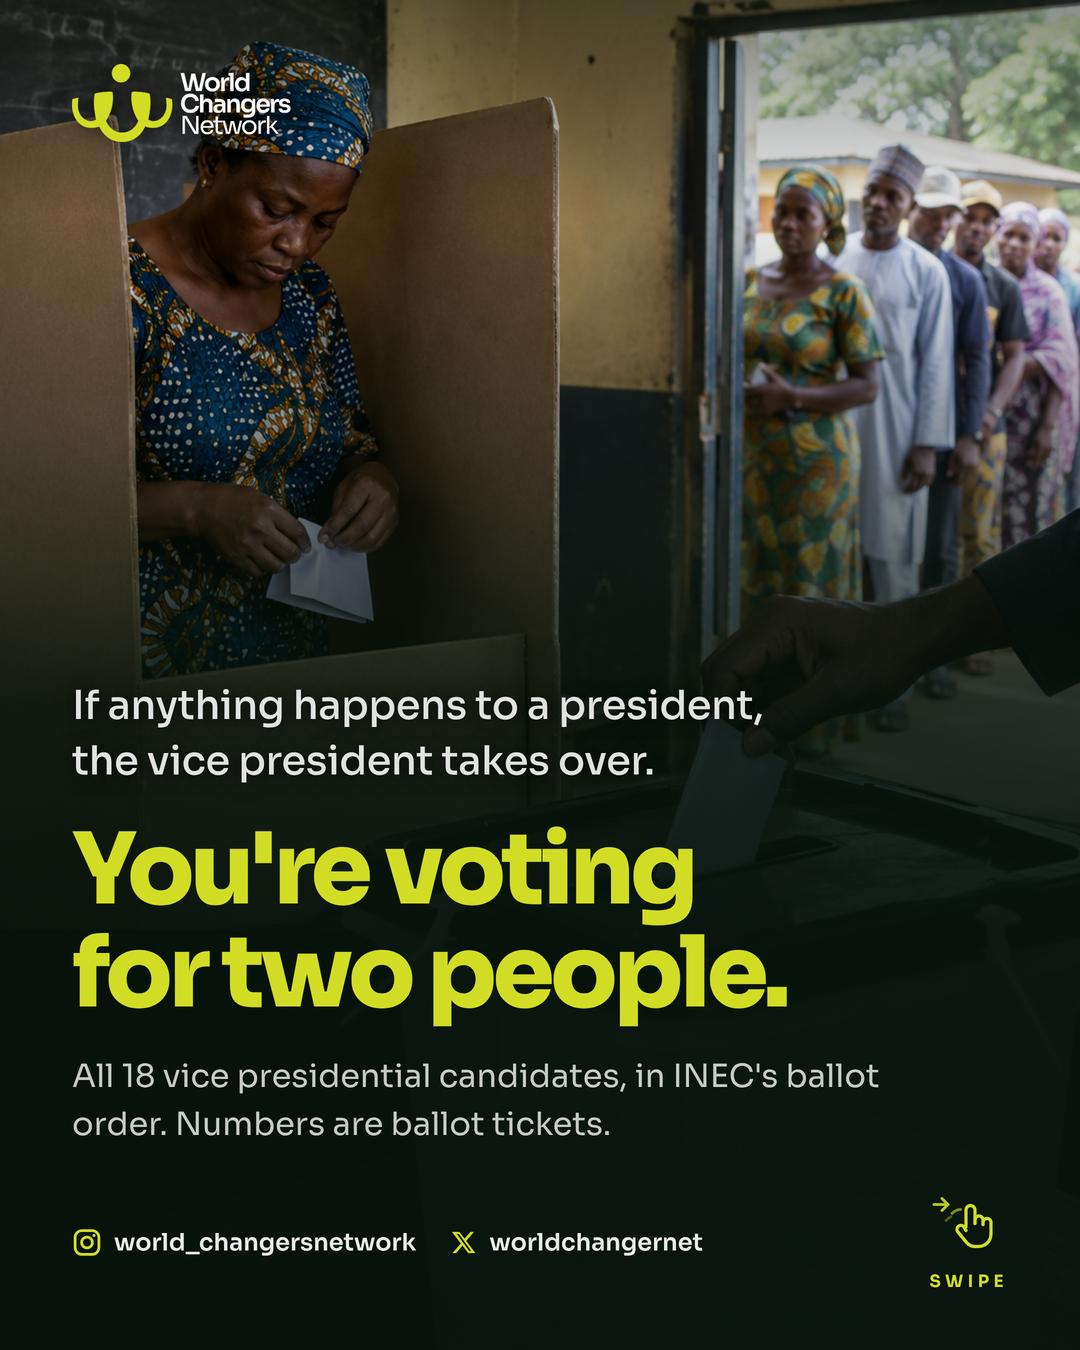 World
Changers
Network
If anything happens to a president,
the vice president takes over.
You're voting
for two people.
All 18 vice presidential candidates, in INEC's ballot
order. Numbers are ballot tickets.
world_changersnetwork
worldchangernet
SWIPE